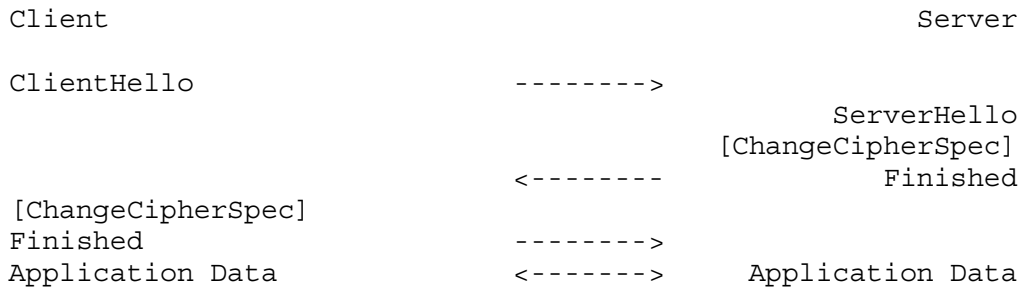 Client                                                Server

ClientHello                   -------->
                                                 ServerHello
                                          [ChangeCipherSpec]
                              <--------             Finished
[ChangeCipherSpec]
Finished                      -------->
Application Data              <------->     Application Data